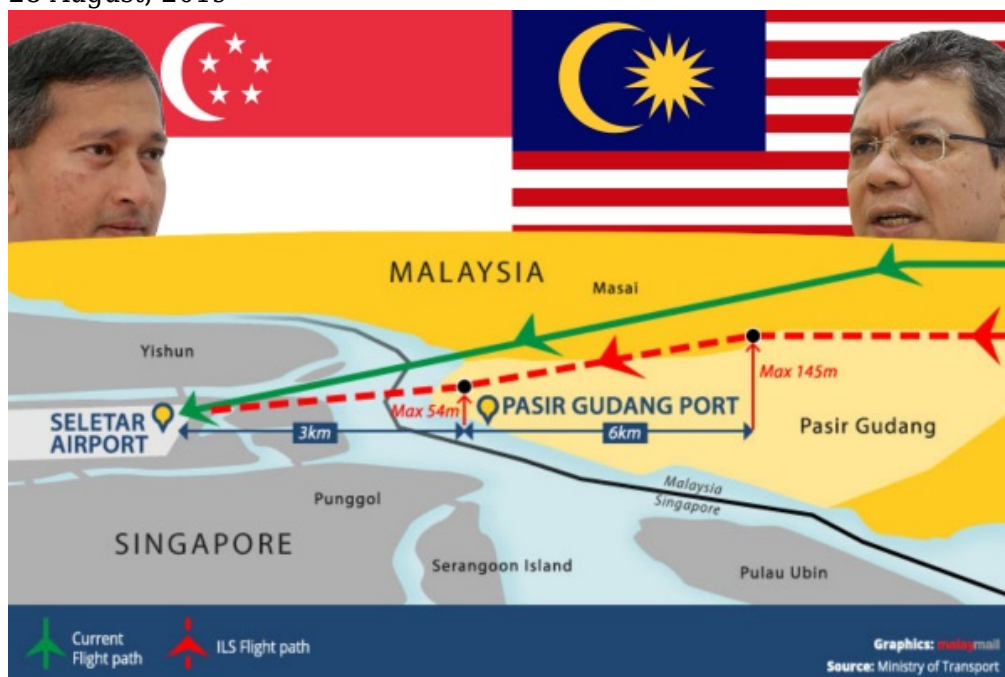 MALAYSIA
Masai
Yishun
Max 145m
SELETAR
AIRPORT
Max 54m
PASIR GUDANG PORT
3km
6km
Pasir Gudang
Malaysia
Singapore
Punggol
SINGAPORE
Serangoon Island
Pulau Ubin
Current
Flight path
ILS Flight path
Graphics: malaymail
Source: Ministry of Transport